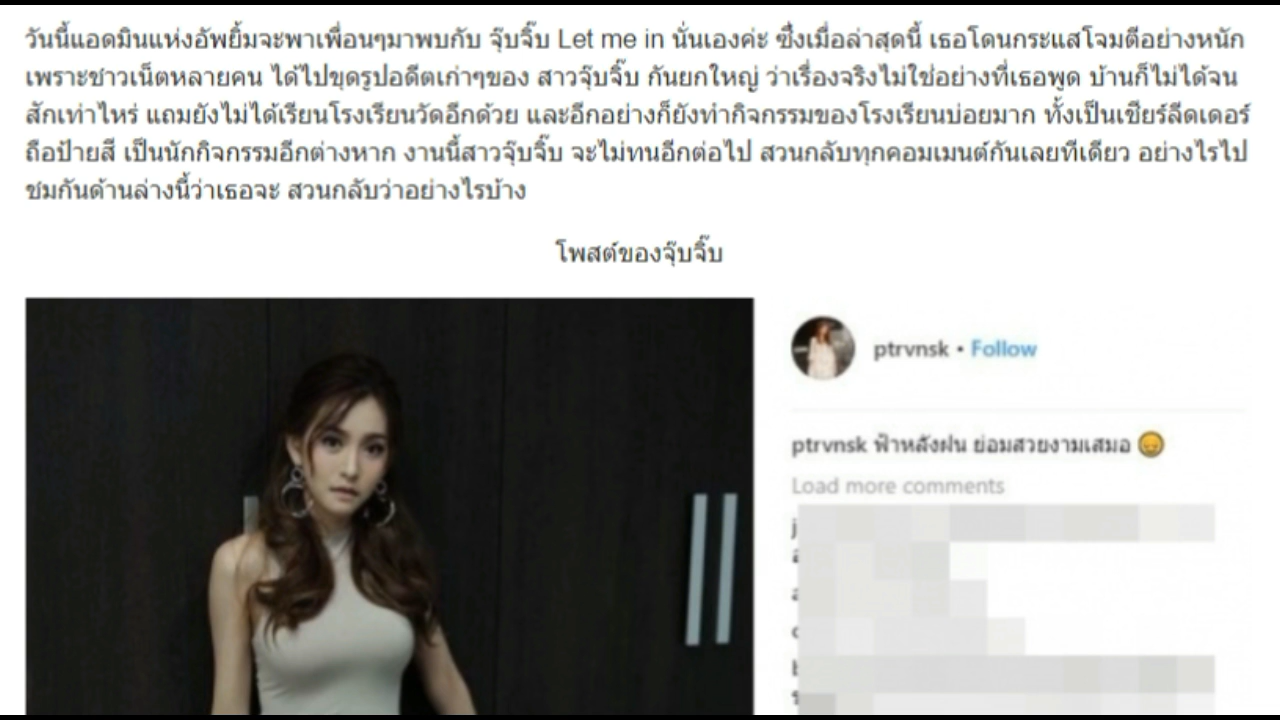 วันนี้แอดมินแห่งอัพยิ้มจะพาเพื่อนๆมาพบกับ จุ๊บจิ๊บ Let me in นั่นเองค่ะ ซึ่งเมื่อล่าสุดนี้ เธอโดนกระแสโจมตีอย่างหนัก
เพราะชาวเน็ตหลายคน ได้ไปขุดรูปอดีตเก่าๆของ สาวจุ๊บจิ๊บ กันยกใหญ่ ว่าเรื่องจริงไม่ใช่อย่างที่เธอพูด บ้านก็ไม่ได้จน
สักเท่าไหร่ แถมยังไม่ได้เรียนโรงเรียนวัดอีกด้วย และอีกอย่างก็ยังทำกิจกรรมของโรงเรียนบ่อยมาก ทั้งเป็นเชียร์ลีดเดอร์
ถือป้ายสี เป็นนักกิจกรรมอีกต่างหาก งานนี้สาวจุ๊บจิ๊บ จะไม่ทนอีกต่อไป สวนกลับทุกคอมเมนต์กันเลยทีเดียว อย่างไรไป
ชมกันด้านล่างนี้ว่าเธอจะ สวนกลับว่าอย่างไรบ้าง
โพสต์ของจุ๊บจิ๊บ
ptrvnsk • Follow
ptrvnsk ฟ้าหลังฝน ย่อมสวยงามเสมอ
Load more comments